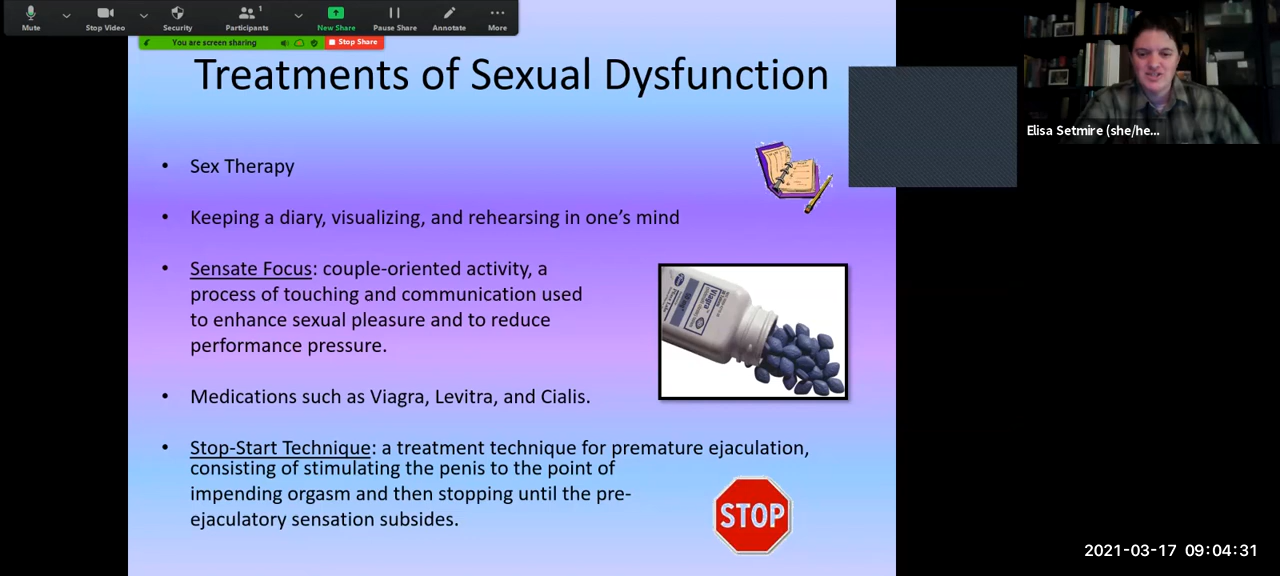 Mute
Stop Video
Security
Participants
1
New Share
Pause Share
Annotate
More
You are screen sharing
Stop Share
Treatments of Sexual Dysfunction
Elisa Setmire (she/he...
• Sex Therapy
• Keeping a diary, visualizing, and rehearsing in one's mind
• Sensate Focus: couple-oriented activity, a
process of touching and communication used
to enhance sexual pleasure and to reduce
performance pressure.
Viagra
• Medications such as Viagra, Levitra, and Cialis.
• Stop-Start Technique: a treatment technique for premature ejaculation,
consisting of stimulating the penis to the point of
impending orgasm and then stopping until the pre-
ejaculatory sensation subsides.
STOP
2021-03-17 09:04:31